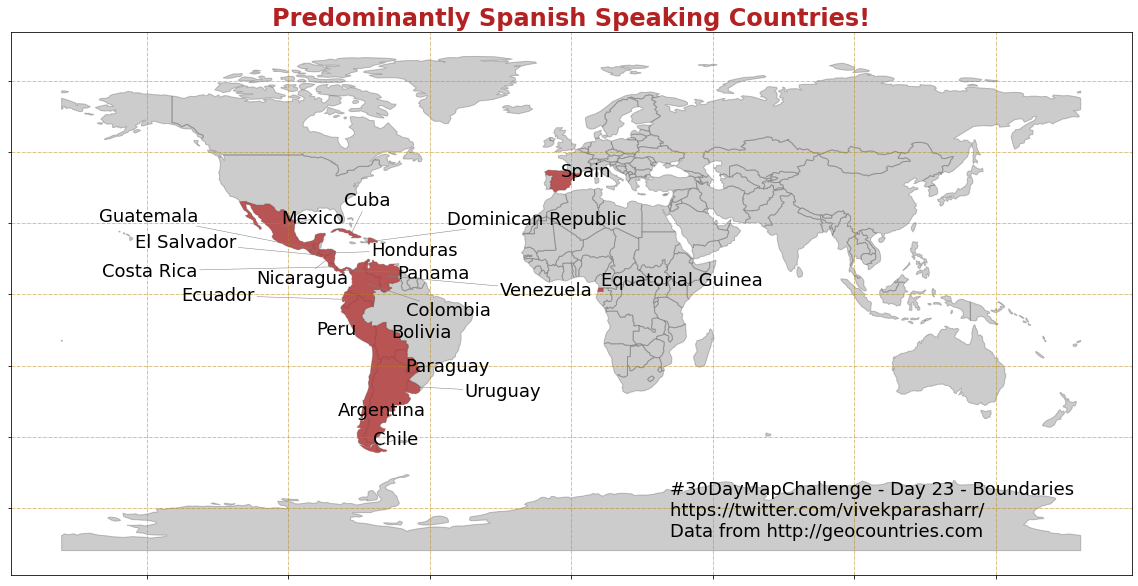 Predominantly Spanish Speaking Countries!
Spain
Cuba
Guatemala
Mexico
Dominican Republic
El Salvador
Honduras
Costa Rica
Nicaragua
Panama
Equatorial Guinea
Ecuador
Venezuela
Colombia
Peru
Bolivia
Paraguay
Uruguay
Argentina
Chile
#30DayMapChallenge - Day 23 - Boundaries
https://twitter.com/vivekparasharr/
Data from http://geocountries.com